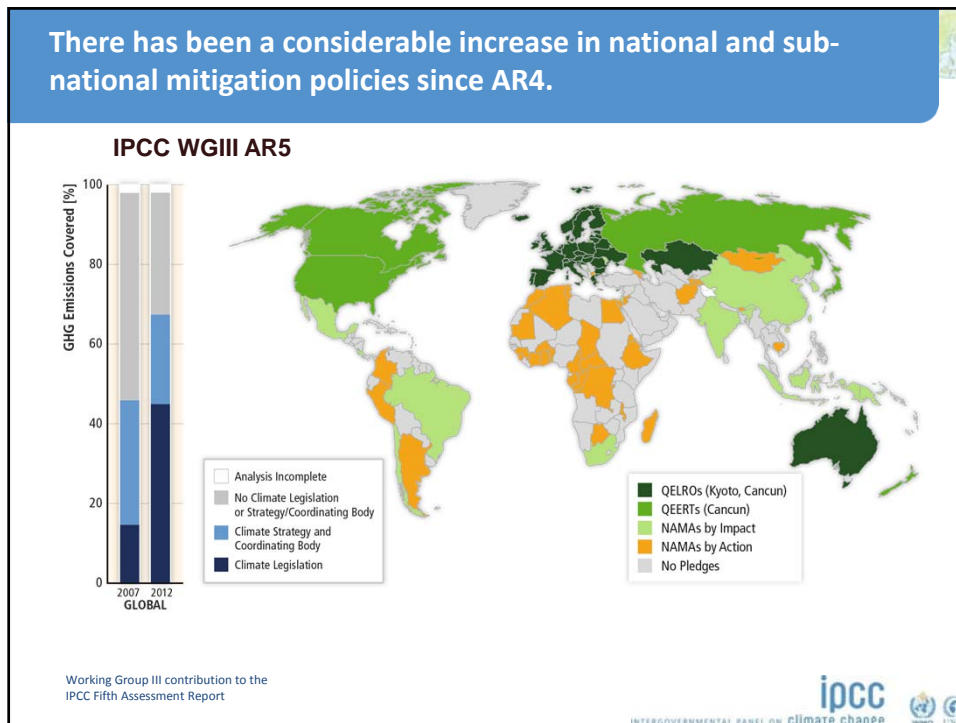 There has been a considerable increase in national and sub-
national mitigation policies since AR4.
IPCC WGIII AR5
GHG Emissions Covered [%]
100
80
60
40
20
0
2007 2012
GLOBAL
Analysis Incomplete
No Climate Legislation
or Strategy/Coordinating Body
Climate Strategy and
Coordinating Body
Climate Legislation
QELROs (Kyoto, Cancun)
QEERTs (Cancun)
NAMAs by Impact
NAMAs by Action
No Pledges
Working Group III contribution to the
IPCC Fifth Assessment Report
ipcc
INTERGOVERNMENTAL PANEL ON climate change